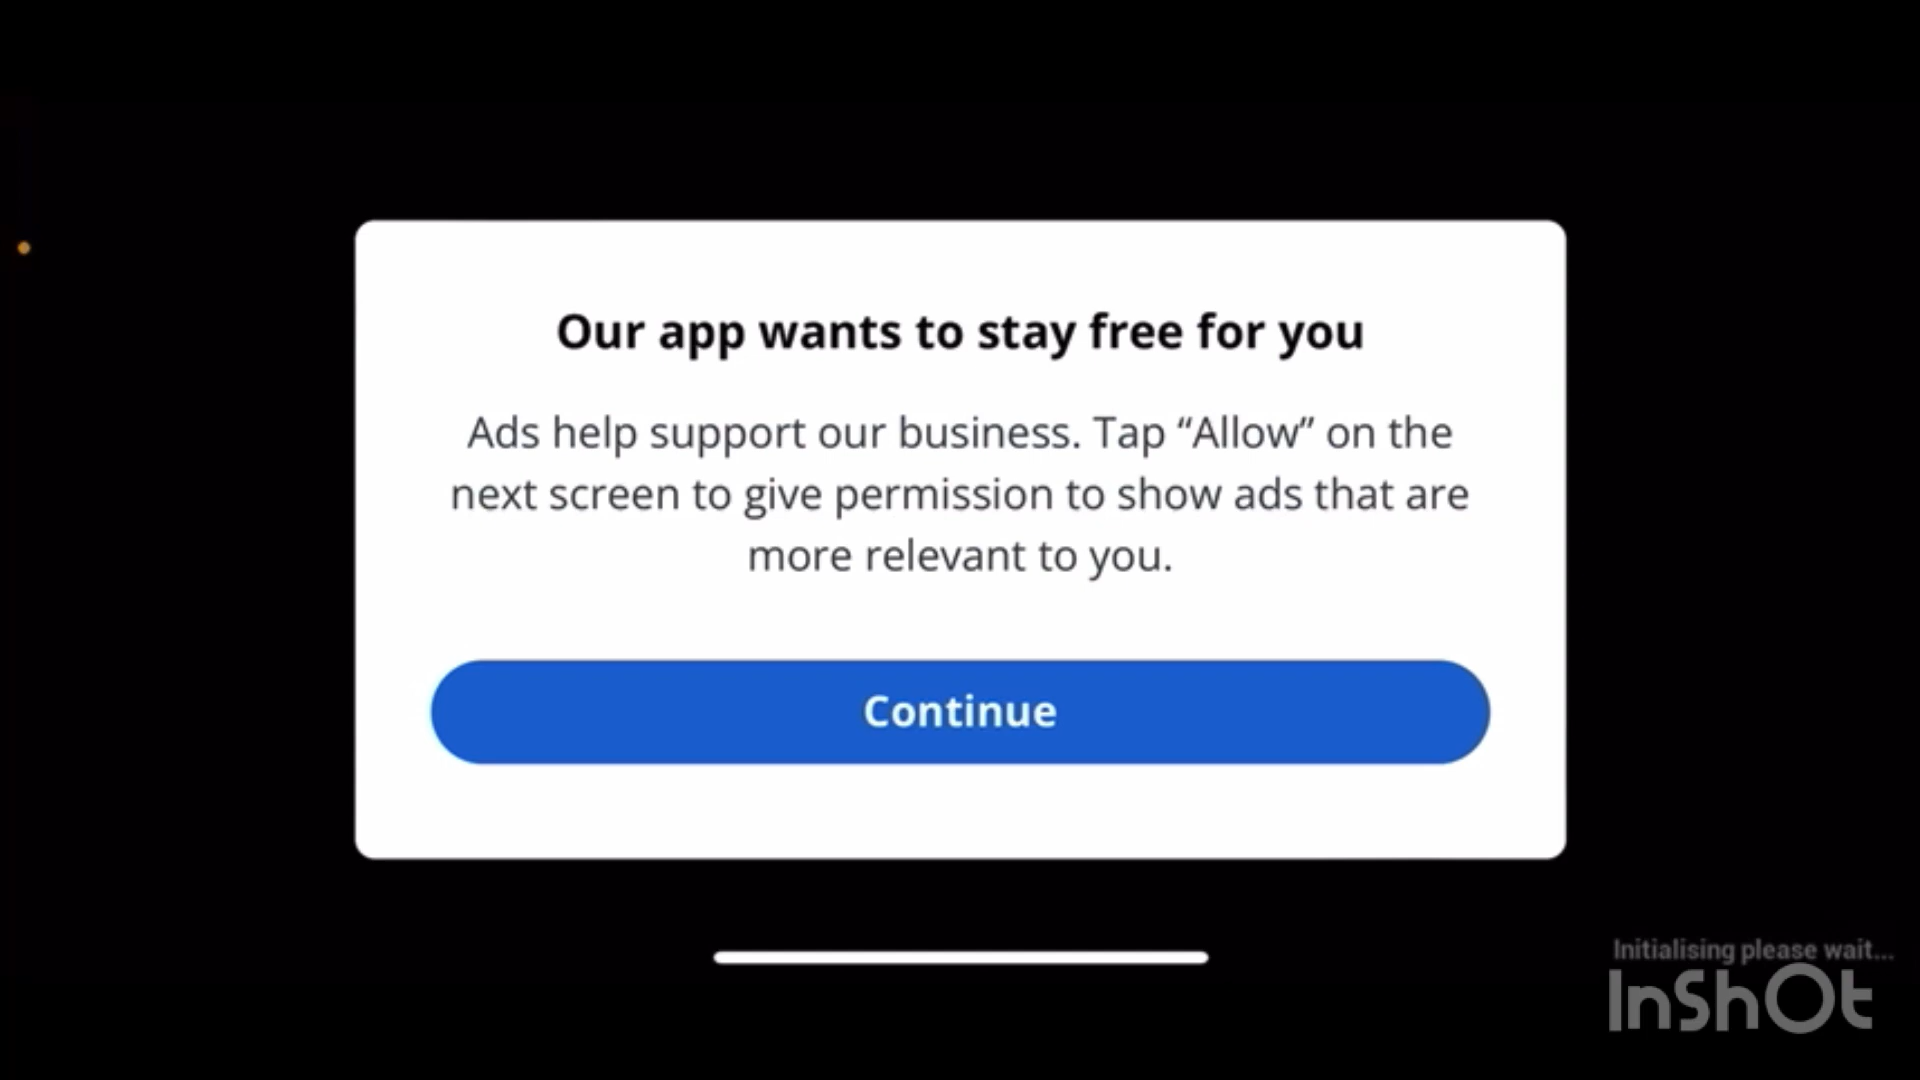 Our app wants to stay free for you
Ads help support our business. Tap “Allow” on the
next screen to give permission to show ads that are
more relevant to you.
Continue
Initialising please wait...
InShOt